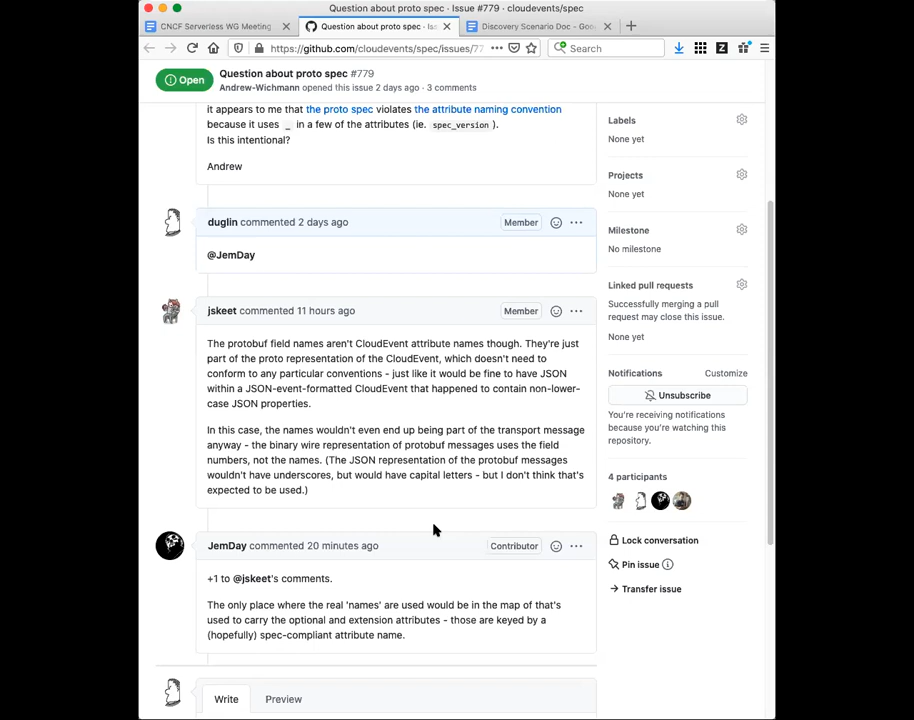 Question about proto spec · Issue #779 · cloudevents/spec
CNCF Serverless WG Meeting
Question about proto spec · Is
Discovery Scenario Doc - Goo
https://github.com/cloudevents/spec/issues/77
Search
Open
Question about proto spec #779
Andrew-Wichmann opened this issue 2 days ago · 3 comments
it appears to me that the proto spec violates the attribute naming convention
because it uses _ in a few of the attributes (ie. spec_version ).
Is this intentional?
Andrew
duglin commented 2 days ago
Member
@JemDay
jskeet commented 11 hours ago
Member
The protobuf field names aren't CloudEvent attribute names though. They're just
part of the proto representation of the CloudEvent, which doesn't need to
conform to any particular conventions - just like it would be fine to have JSON
within a JSON-event-formatted CloudEvent that happened to contain non-lower-
case JSON properties.
In this case, the names wouldn't even end up being part of the transport message
anyway - the binary wire representation of protobuf messages uses the field
numbers, not the names. (The JSON representation of the protobuf messages
wouldn't have underscores, but would have capital letters - but I don't think that's
expected to be used.)
JemDay commented 20 minutes ago
Contributor
+1 to @jskeet's comments.
The only place where the real 'names' are used would be in the map of that's
used to carry the optional and extension attributes - those are keyed by a
(hopefully) spec-compliant attribute name.
Write
Preview
Labels
None yet
Projects
None yet
Milestone
No milestone
Linked pull requests
Successfully merging a pull
request may close this issue.
None yet
Notifications
Customize
Unsubscribe
You're receiving notifications
because you're watching this
repository.
4 participants
Lock conversation
Pin issue
Transfer issue